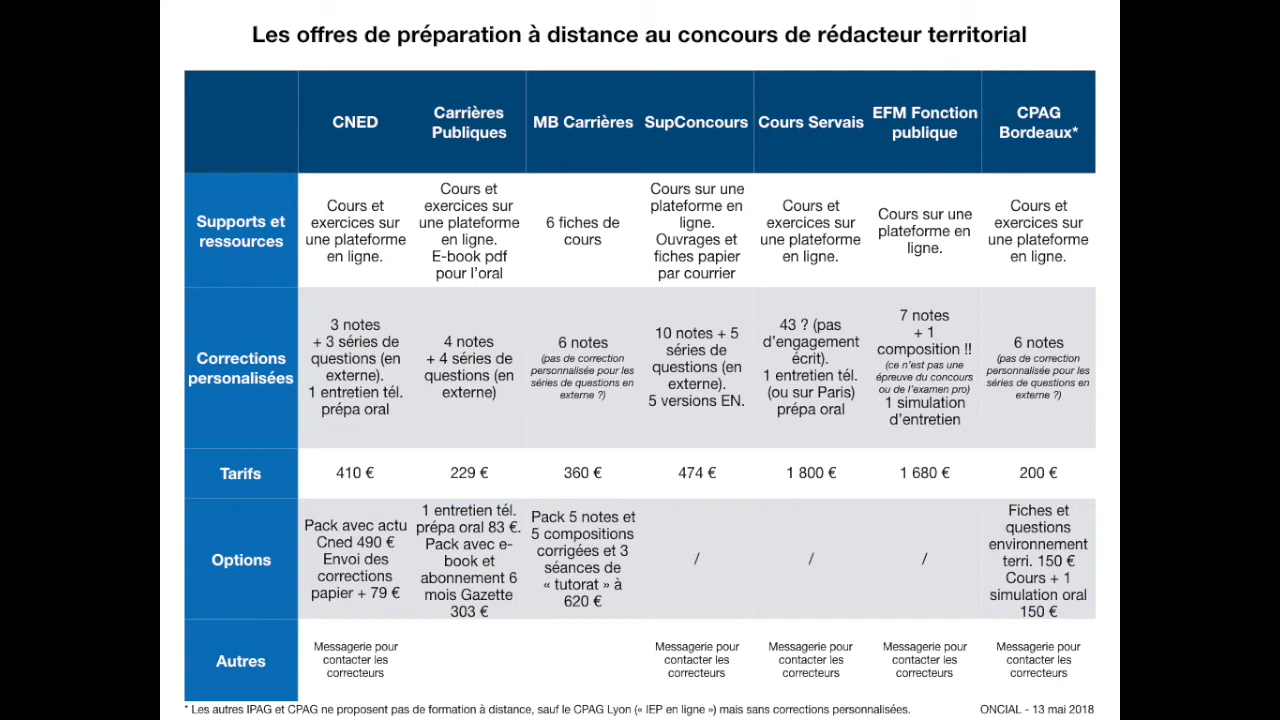 Les offres de préparation à distance au concours de rédacteur territorial
CNED
Carrières
Publiques
MB Carrières
SupConcours
Cours Servais
EFM Fonction
publique
CPAG
Bordeaux*
Supports et
ressources
Cours et
exercices sur
une plateforme
en ligne.
Cours et
exercices sur
une plateforme
en ligne.
E-book pdf
pour l'oral
6 fiches de
cours
Cours sur une
plateforme en
ligne.
Ouvrages et
fiches papier
par courrier
Cours et
exercices sur
une plateforme
en ligne.
Cours sur une
plateforme en
ligne.
Cours et
exercices sur
une plateforme
en ligne.
Corrections
personalisées
3 notes
+ 3 séries de
questions (en
externe).
1 entretien tél.
prépa oral
4 notes
+ 4 séries de
questions (en
externe)
6 notes
(pas de correction
personnalisée pour les
séries de questions en
externe ?)
10 notes + 5
séries de
questions (en
externe).
5 versions EN.
43 ? (pas
d'engagement
écrit).
1 entretien tél.
(ou sur Paris)
prépa oral
7 notes
+ 1
composition !!
(ce n'est pas une
épreuve du concours
ou de l'examen pro)
1 simulation
d'entretien
6 notes
(pas de correction
personnalisée pour les
séries de questions en
externe ?)
Tarifs
410 €
229 €
360 €
474 €
1 800 €
1 680 €
200 €
Options
Pack avec actu
Cned 490 €
Envoi des
corrections
papier + 79 €
1 entretien tél.
prépa oral 83 €.
Pack avec e-
book et
abonnement 6
mois Gazette
303 €
Pack 5 notes et
5 compositions
corrigées et 3
séances de
« tutorat » à
620 €
/
/
/
Fiches et
questions
environnement
terri. 150 €
Cours + 1
simulation oral
150 €
Autres
Messagerie pour
contacter les
correcteurs
Messagerie pour
contacter les
correcteurs
Messagerie pour
contacter les
correcteurs
Messagerie pour
contacter les
correcteurs
Messagerie pour
contacter les
correcteurs
* Les autres IPAG et CPAG ne proposent pas de formation à distance, sauf le CPAG Lyon (« IEP en ligne ») mais sans corrections personnalisées.
ONCIAL - 13 mai 2018